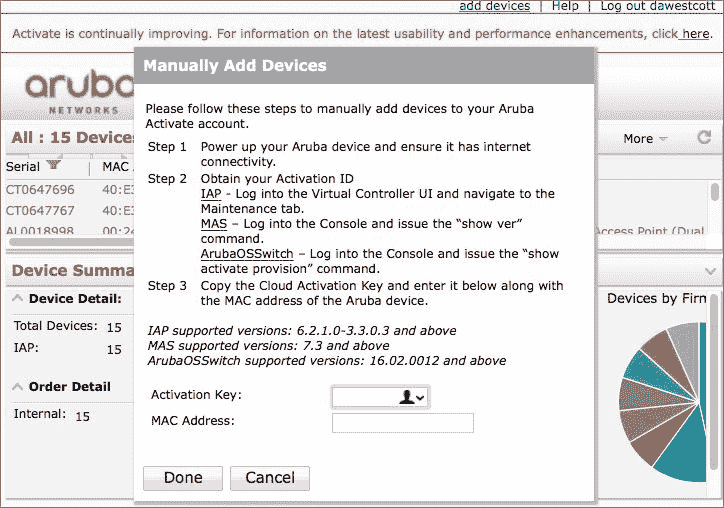 add devices | Help | Log out dawestcott
Activate is continually improving. For information on the latest usability and performance enhancements, click here.
aruba
NETWORKS
All : 15 Devices
More
Serial
MAC
CT0647696 40:E3
CT0647767 40:E3
AL0018998 00:24
Access Point (Dual
Device Summa
Device Detail:
Total Devices: 15
IAP: 15
Order Detail
Internal: 15
Devices by Firm
Manually Add Devices
Please follow these steps to manually add devices to your Aruba
Activate account.
Step 1 Power up your Aruba device and ensure it has internet
connectivity.
Step 2 Obtain your Activation ID
IAP - Log into the Virtual Controller UI and navigate to the
Maintenance tab.
MAS – Log into the Console and issue the “show ver”
command.
ArubaOSSwitch – Log into the Console and issue the “show
activate provision” command.
Step 3 Copy the Cloud Activation Key and enter it below along with
the MAC address of the Aruba device.
IAP supported versions: 6.2.1.0-3.3.0.3 and above
MAS supported versions: 7.3 and above
ArubaOSSwitch supported versions: 16.02.0012 and above
Activation Key:
MAC Address:
Done Cancel